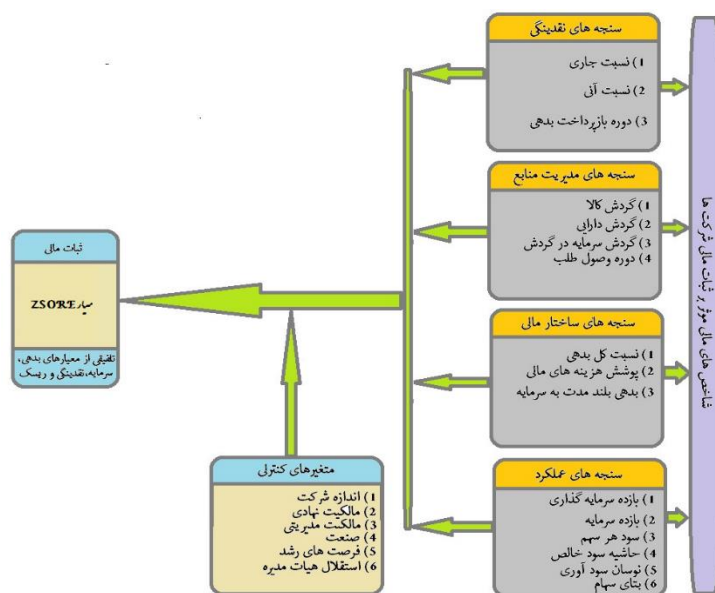 سنجه های نقدینگی
1) نسبت جاری
2) نسبت آنی
3) دوره بازپرداخت بدهی
سنجه های مدیریت منابع
1) گردش کالا
2) گردش دارایی
3) گردش سرمایه در گردش
4) دوره وصول طلب
سنجه های ساختار مالی
1) نسبت کل بدهی
2) پوشش هزینه های مالی
3) بدهی بلند مدت به سرمایه
سنجه های عملکرد
1) بازده سرمایه گذاری
2) بازده سرمایه
3) سود هر سهم
4) حاشیه سود خالص
5) نوسان سود آوری
6) بتای سهام
شاخص های مالی موثر بر ثبات مالی شرکت ها
ثبات مالی
معیار ZSORE
تلفیقی از معیارهای بدهی،
سرمایه، نقدینگی و ریسک
متغیرهای کنترلی
1) اندازه شرکت
2) مالکیت نهادی
3) مالکیت مدیریتی
4) صنعت
5) فرصت های رشد
6) استقلال هیات مدیره